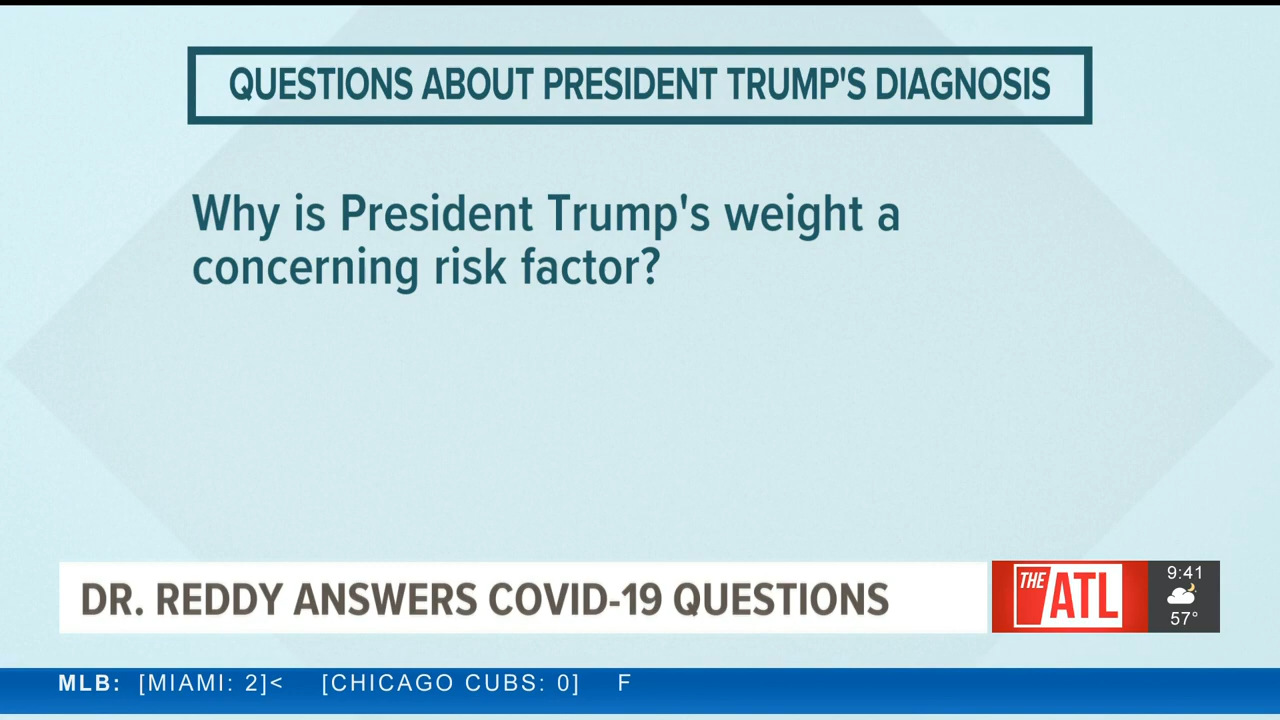 QUESTIONS ABOUT PRESIDENT TRUMP'S DIAGNOSIS
Why is President Trump's weight a
concerning risk factor?
DR. REDDY ANSWERS COVID-19 QUESTIONS
THE ATL
9:41
57°
MLB: [MIAMI: 2]< [CHICAGO CUBS: 0] F